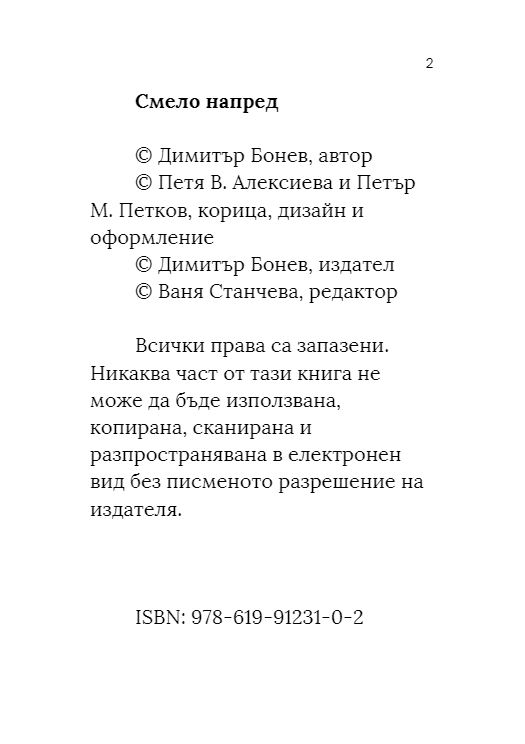 2
Смело напред
© Димитър Бонев, автор
© Петя В. Алексиева и Петър
М. Петков, корица, дизайн и
оформление
© Димитър Бонев, издател
© Ваня Станчева, редактор
Всички права са запазени.
Никаква част от тази книга не
може да бъде използвана,
копирана, сканирана и
разпространявана в електронен
вид без писменото разрешение на
издателя.
ISBN: 978-619-91231-0-2